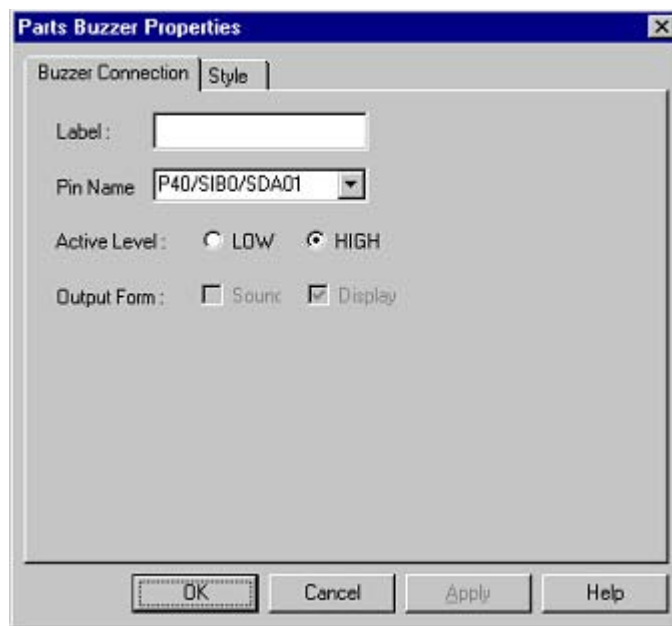 Parts Buzzer Properties
Buzzer Connection Style
Label :
Pin Name P40/SIB0/SDA01
Active Level : LOW HIGH
Output Form : Sound Display
OK Cancel Apply Help